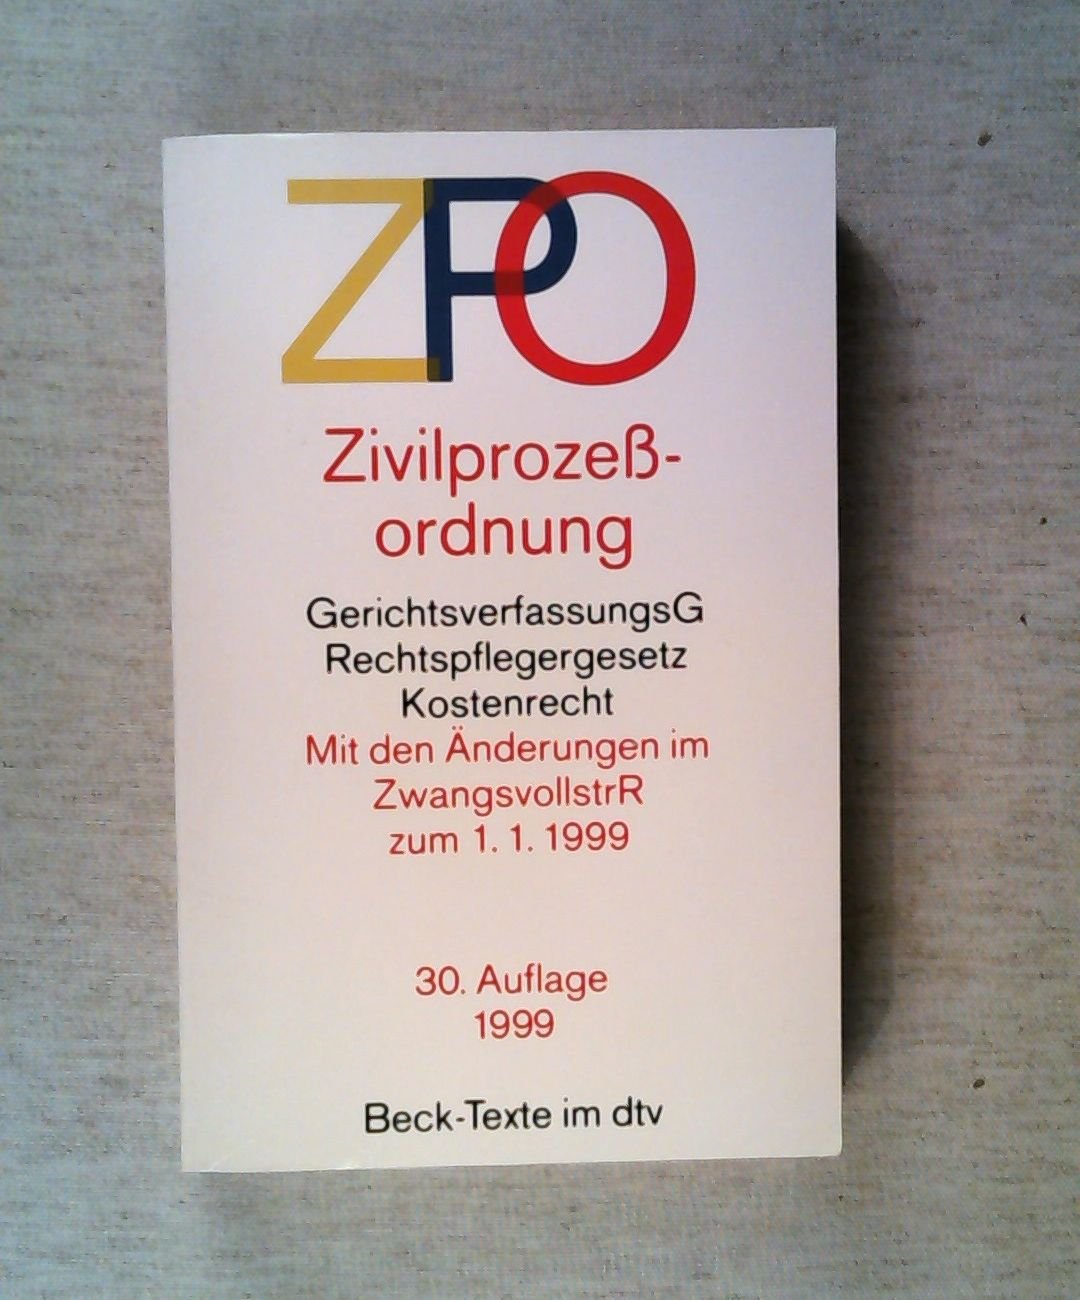 ZPO
Zivilprozeß-
ordnung
GerichtsverfassungsG
Rechtspflegergesetz
Kostenrecht
Mit den Änderungen im
ZwangsvollstrR
zum 1. 1. 1999
30. Auflage
1999
Beck-Texte im dtv